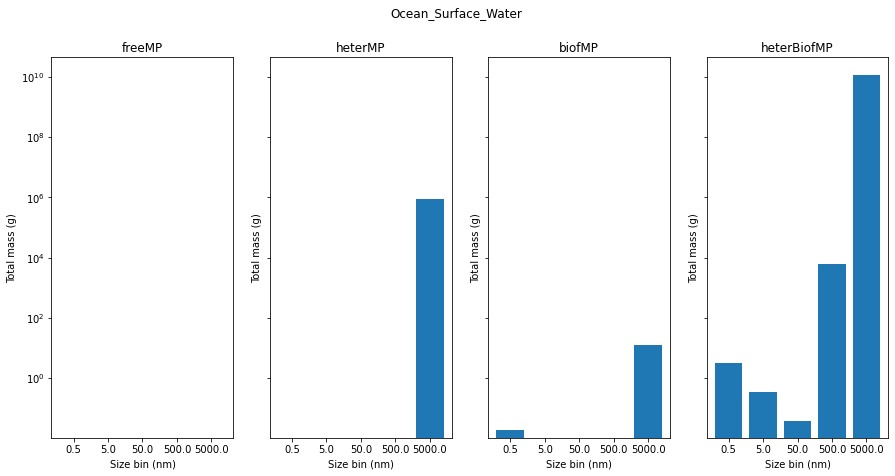 Ocean_Surface_Water
freeMP
heterMP
biofMP
heterBiofMP
Total mass (g)
10^10
10^8
10^6
10^4
10^2
10^0
0.5 5.0 50.0 500.0 5000.0
Size bin (nm)
Total mass (g)
0.5 5.0 50.0 500.0 5000.0
Size bin (nm)
Total mass (g)
0.5 5.0 50.0 500.0 5000.0
Size bin (nm)
Total mass (g)
0.5 5.0 50.0 500.0 5000.0
Size bin (nm)